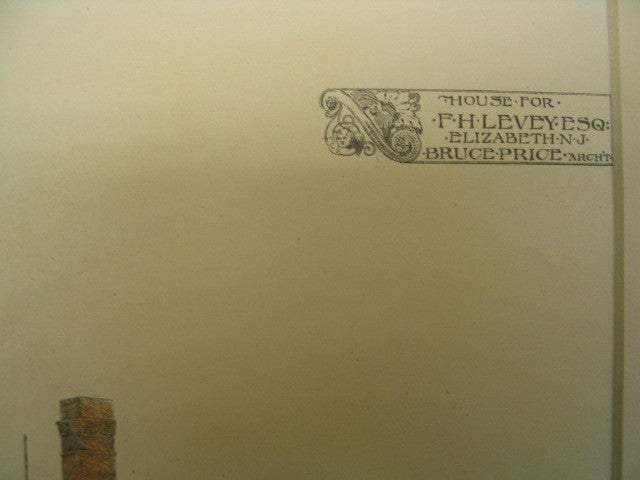 HOUSE·FOR·
·F·H·LEVEY·ESQ:
·ELIZABETH·N·J·
·BRUCE·PRICE·ARCH'T·